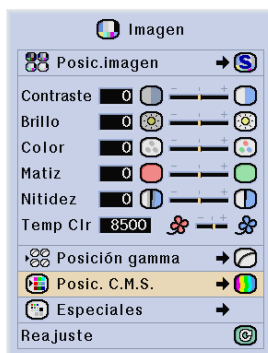 Imagen
Posic.imagen S
Contraste 0
Brillo 0
Color 0
Matiz 0
Nitidez 0
Temp Clr 8500
Posición gamma
Posic. C.M.S.
Especiales
Reajuste